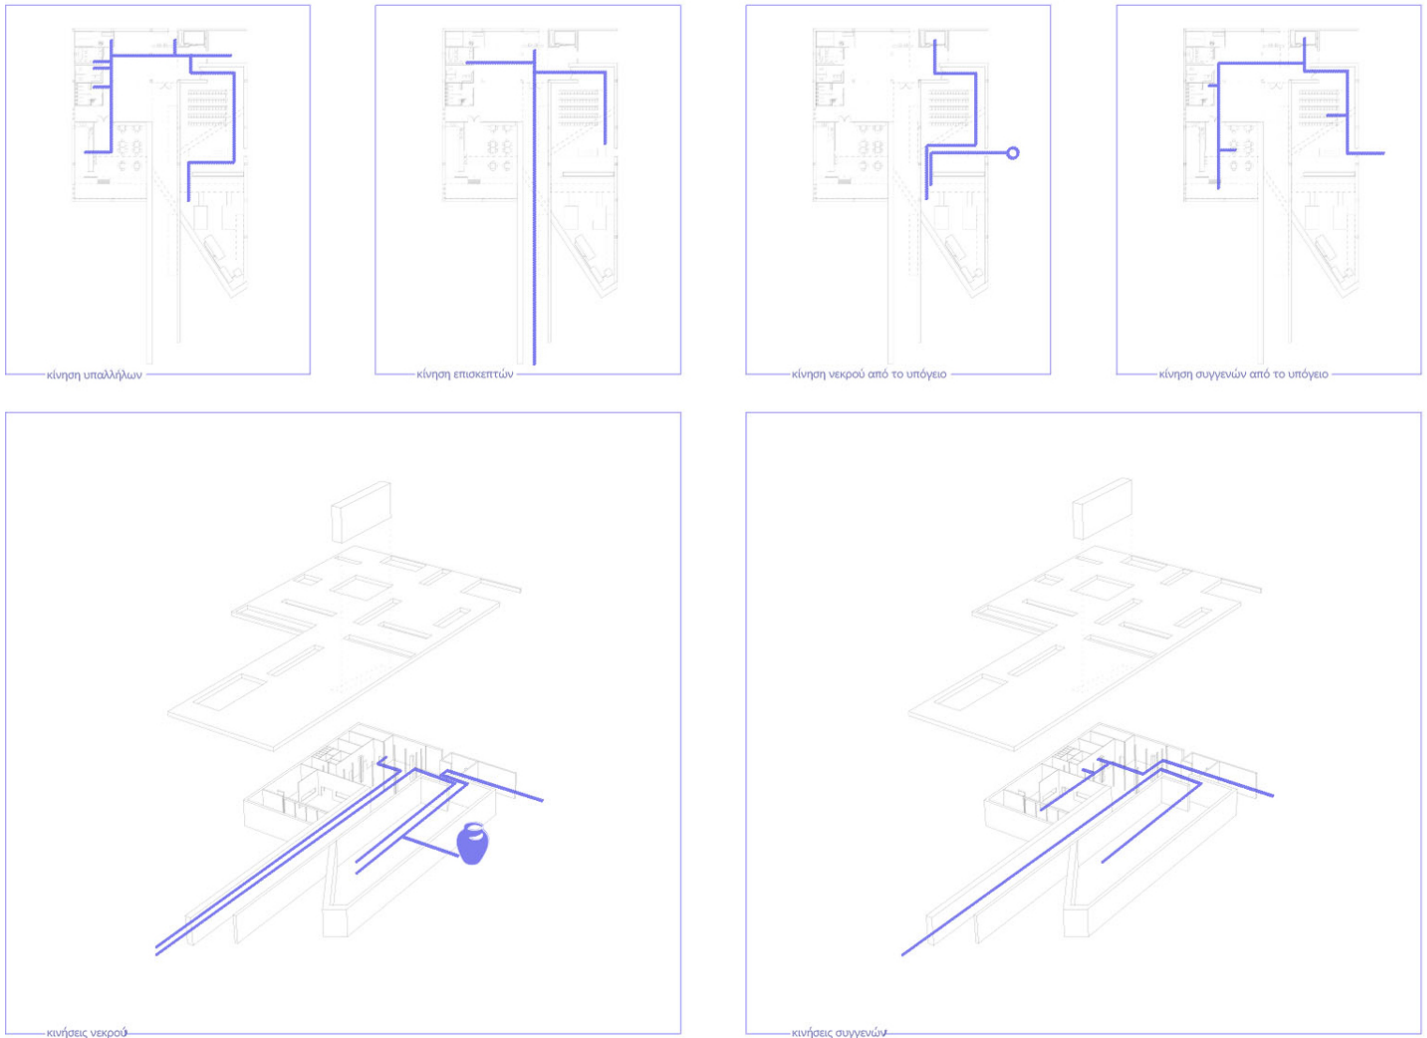 κίνηση υπαλλήλων
κίνηση επισκεπτών
κίνηση νεκρού από το υπόγειο
κίνηση συγγενών από το υπόγειο
κινήσεις νεκρού
κινήσεις συγγενών